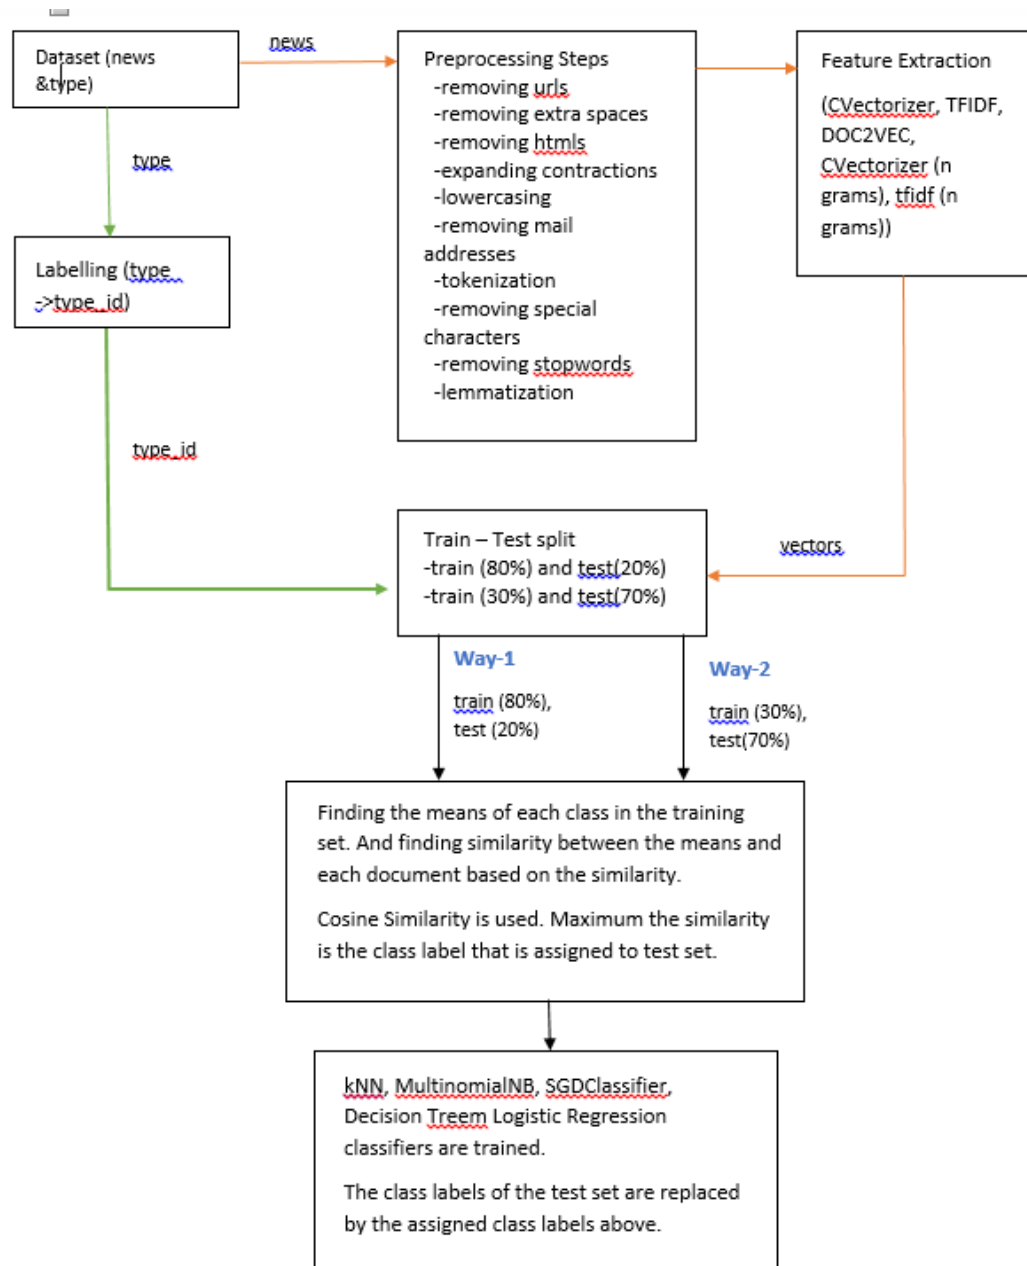 Dataset (news
&type)
news
type
Labelling (type
->type_id)
type_id
Preprocessing Steps
-removing urls
-removing extra spaces
-removing htmls
-expanding contractions
-lowercasing
-removing mail
addresses
-tokenization
-removing special
characters
-removing stopwords
-lemmatization
Feature Extraction
(CVectorizer, TFIDF,
DOC2VEC,
CVectorizer (n
grams), tfidf (n
grams))
vectors
Train – Test split
-train (80%) and test(20%)
-train (30%) and test(70%)
Way-1
train (80%),
test (20%)
Way-2
train (30%),
test(70%)
Finding the means of each class in the training
set. And finding similarity between the means and
each document based on the similarity.
Cosine Similarity is used. Maximum the similarity
is the class label that is assigned to test set.
kNN, MultinomialNB, SGDClassifier,
Decision Treem Logistic Regression
classifiers are trained.
The class labels of the test set are replaced
by the assigned class labels above.